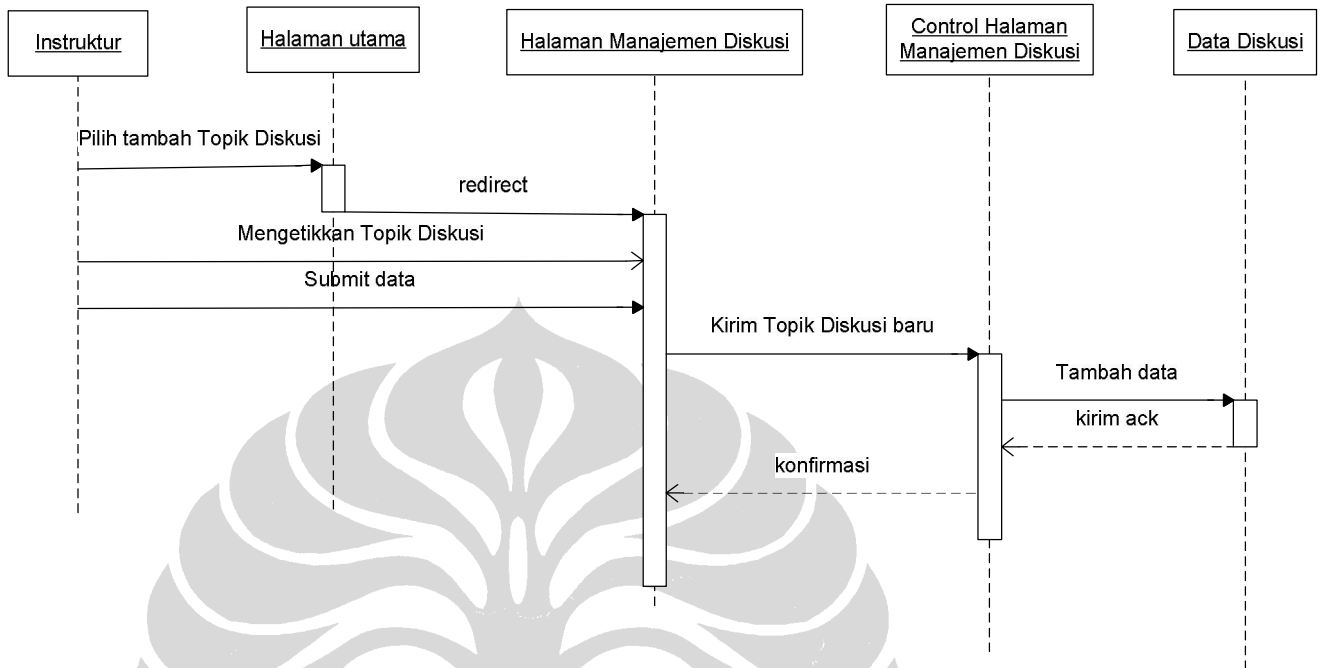 Instruktur
Halaman utama
Halaman Manajemen Diskusi
Control Halaman
Manajemen Diskusi
Data Diskusi
Pilih tambah Topik Diskusi
redirect
Mengetikkan Topik Diskusi
Submit data
Kirim Topik Diskusi baru
Tambah data
kirim ack
konfirmasi